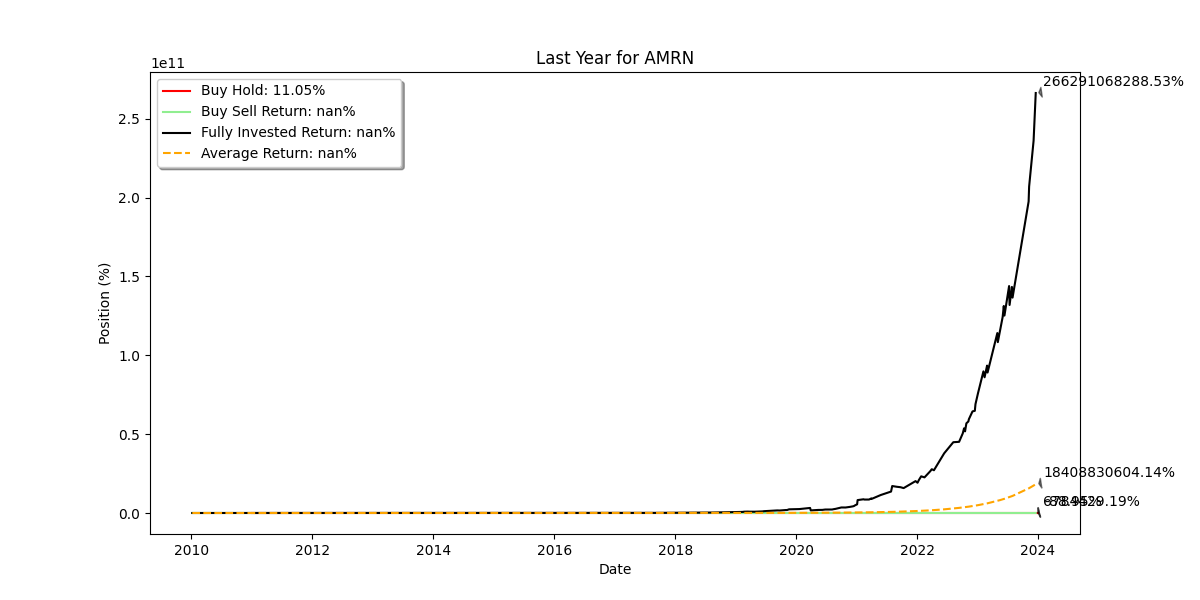 Last Year for AMRN
1e11
Buy Hold: 11.05%
Buy Sell Return: nan%
Fully Invested Return: nan%
Average Return: nan%
266291068288.53%
2.5
2.0
1.5
1.0
0.5
0.0
Position (%)
18408830604.14%
2010
2012
2014
2016
2018
2020
2022
2024
Date